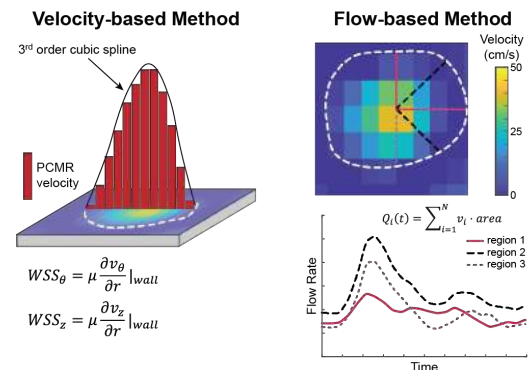 Velocity-based Method
3rd order cubic spline
PCMR
velocity
WSSθ = μ ∂vθ/∂r |wall
WSSz = μ ∂vz/∂r |wall
Flow-based Method
Velocity
(cm/s)
50
25
0
Qi(t) = ∑_{i=1}^{N} vi · area
region 1
region 2
region 3
Flow Rate
Time